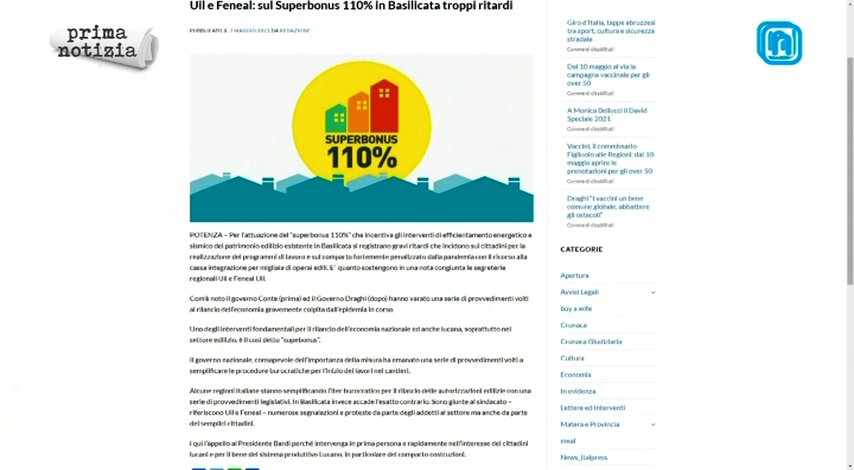 Uil e Feneal: sul Superbonus 110% in Basilicata troppi ritardi
prima
notizia
PUBBLICATO IL 7 MAGGIO 2021 DA REDAZIONE
SUPERBONUS
110%
POTENZA – Per l'attuazione del "superbonus 110%" che incentiva gli interventi di efficientamento energetico e
sismico del patrimonio edilizio esistente in Basilicata si registrano gravi ritardi che incidono sui cittadini per la
realizzazione dei programmi di lavoro e sul comparto fortemente penalizzato dalla pandemia con il ricorso alla
cassa integrazione per migliaia di operai edili. E' quanto sostengono in una nota congiunta le segreterie
regionali Uil e Feneal Uil.
Com'è noto il governo Conte (prima) ed il Governo Draghi (dopo) hanno varato una serie di provvedimenti volti
al rilancio dell'economia gravemente colpita dall'epidemia in corso.
Uno degli interventi fondamentali per il rilancio dell'economia nazionale ed anche lucana, soprattutto nel
settore edilizio, è il così detto "supebonus".
Il governo nazionale, consapevole dell'importanza della misura ha emanato una serie di provvedimenti volti a
semplificare le procedure burocratiche per l'inizio dei lavori nei cantieri.
Alcune regioni italiane stanno semplificando l'iter burocratico per il rilascio delle autorizzazioni edilizie con una
serie di provvedimenti legislativi. In Basilicata invece accade l'esatto contrario. Sono giunte al sindacato –
riferiscono Uil e Feneal – numerose segnalazioni e proteste da parte degli addetti al settore ma anche da parte
dei semplici cittadini.
I qui l'appello al Presidente Bardi perché intervenga in prima persona e rapidamente nell'interesse dei cittadini
lucani e per il bene del sistema produttivo Lucano, in particolare del comparto costruzioni.
Giro d'Italia, tappe abruzzesi
tra sport, cultura e sicurezza
stradale
Commenti disabilitati
Dal 10 maggio al via la
campagna vaccinale per gli
over 50
Commenti disabilitati
A Monica Bellucci il David
Speciale 2021
Commenti disabilitati
Vaccini, il commissario
Figliuolo alle Regioni: dal 10
maggio aprire le
prenotazioni per gli over 50
Commenti disabilitati
Draghi "I vaccini un bene
comune globale, abbattere
gli ostacoli"
Commenti disabilitati
CATEGORIE
Apertura
Avvisi Legali
buy a wife
Cronaca
Cronaca Giudiziaria
Cultura
Economia
In evidenza
Lettere ed Interventi
Matera e Provincia
meal
News_Italpress